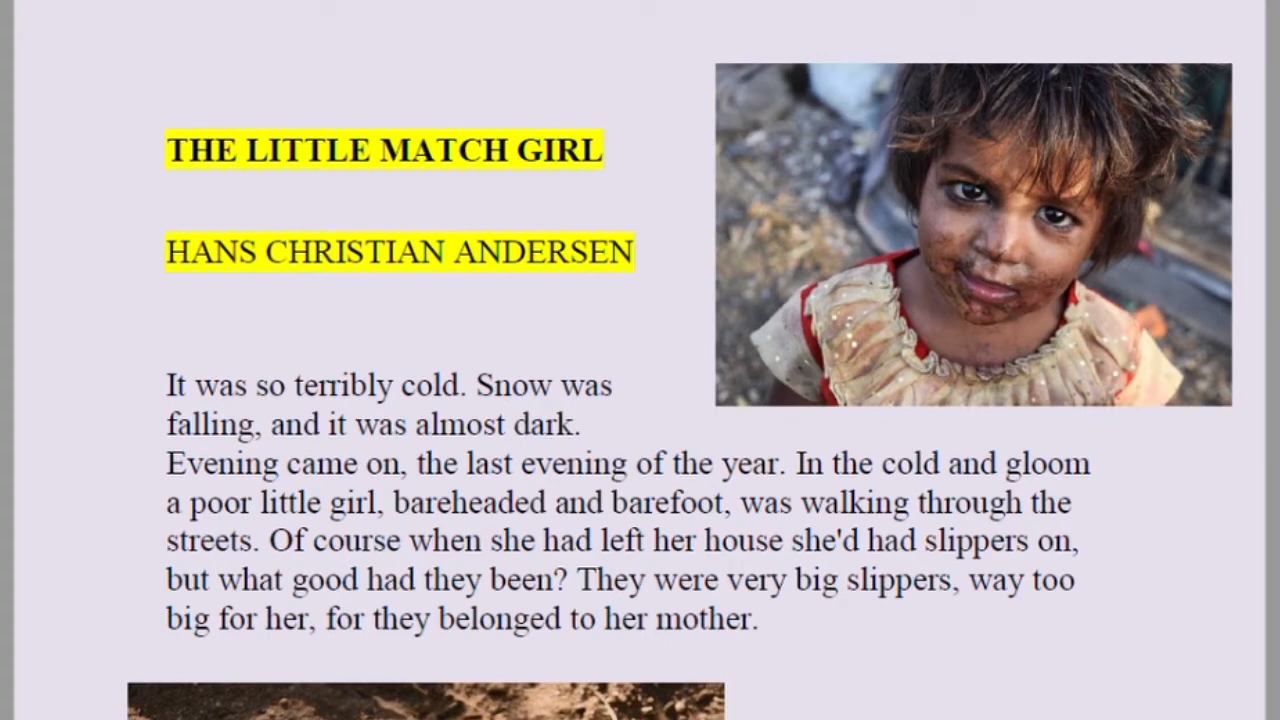 THE LITTLE MATCH GIRL
HANS CHRISTIAN ANDERSEN
It was so terribly cold. Snow was
falling, and it was almost dark.
Evening came on, the last evening of the year. In the cold and gloom
a poor little girl, bareheaded and barefoot, was walking through the
streets. Of course when she had left her house she'd had slippers on,
but what good had they been? They were very big slippers, way too
big for her, for they belonged to her mother.